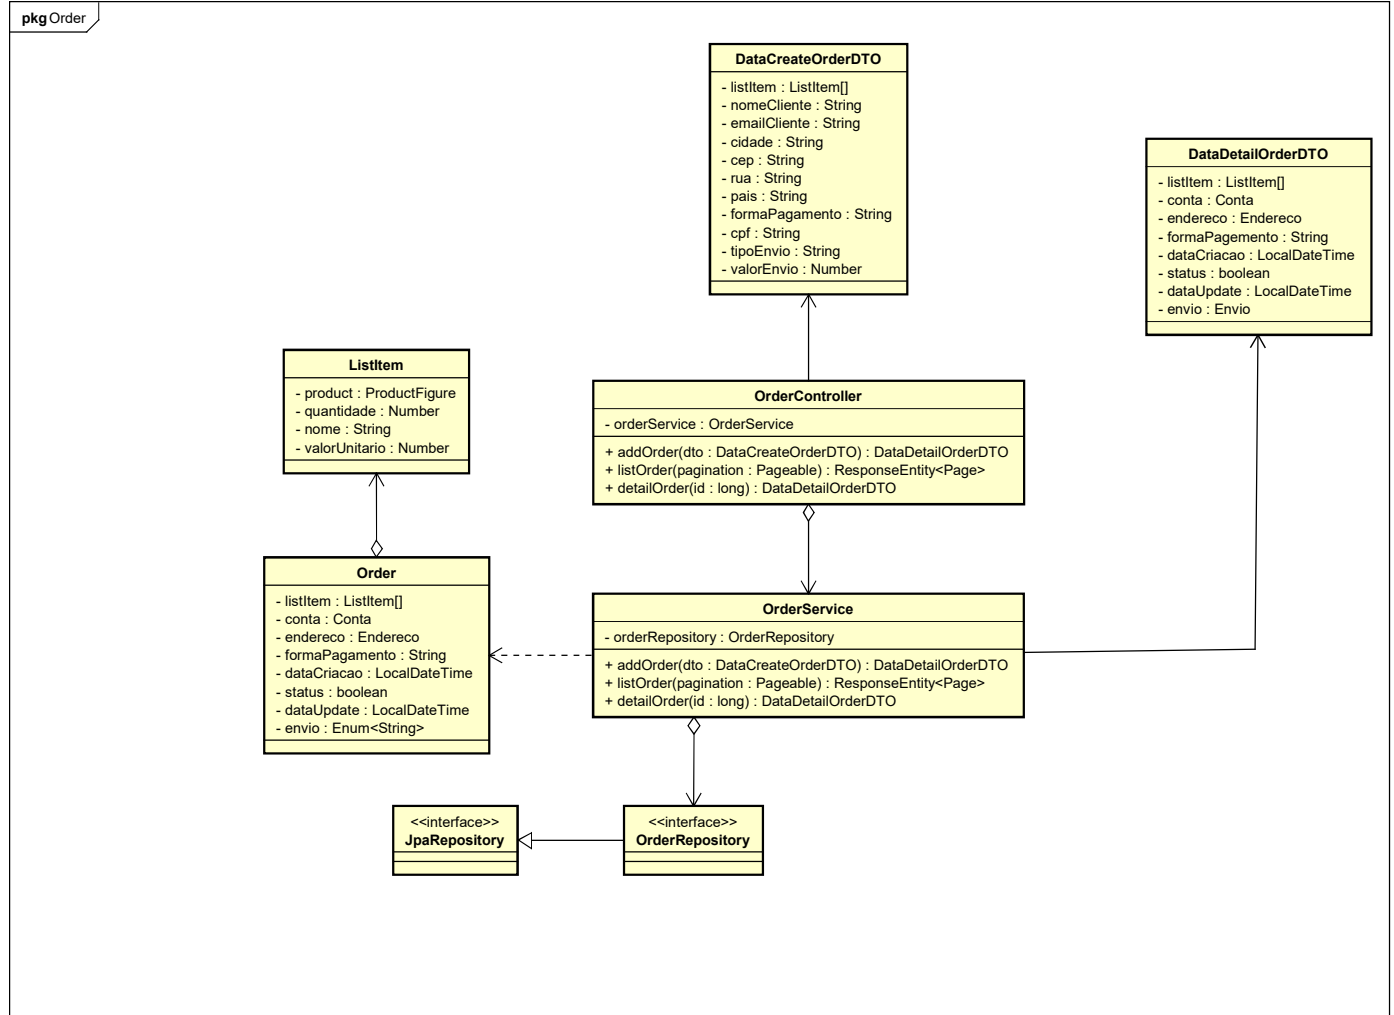 pkg Order
DataCreateOrderDTO
- listItem : ListItem[]
- nomeCliente : String
- emailCliente : String
- cidade : String
- cep : String
- rua : String
- pais : String
- formaPagamento : String
- cpf : String
- tipoEnvio : String
- valorEnvio : Number
DataDetailOrderDTO
- listItem : ListItem[]
- conta : Conta
- endereco : Endereco
- formaPagemento : String
- dataCriacao : LocalDateTime
- status : boolean
- dataUpdate : LocalDateTime
- envio : Envio
ListItem
- product : ProductFigure
- quantidade : Number
- nome : String
- valorUnitario : Number
OrderController
- orderService : OrderService
+ addOrder(dto : DataCreateOrderDTO) : DataDetailOrderDTO
+ listOrder(pagination : Pageable) : ResponseEntity<Page>
+ detailOrder(id : long) : DataDetailOrderDTO
Order
- listItem : ListItem[]
- conta : Conta
- endereco : Endereco
- formaPagamento : String
- dataCriacao : LocalDateTime
- status : boolean
- dataUpdate : LocalDateTime
- envio : Enum<String>
OrderService
- orderRepository : OrderRepository
+ addOrder(dto : DataCreateOrderDTO) : DataDetailOrderDTO
+ listOrder(pagination : Pageable) : ResponseEntity<Page>
+ detailOrder(id : long) : DataDetailOrderDTO
<<interface>>
JpaRepository
<<interface>>
OrderRepository